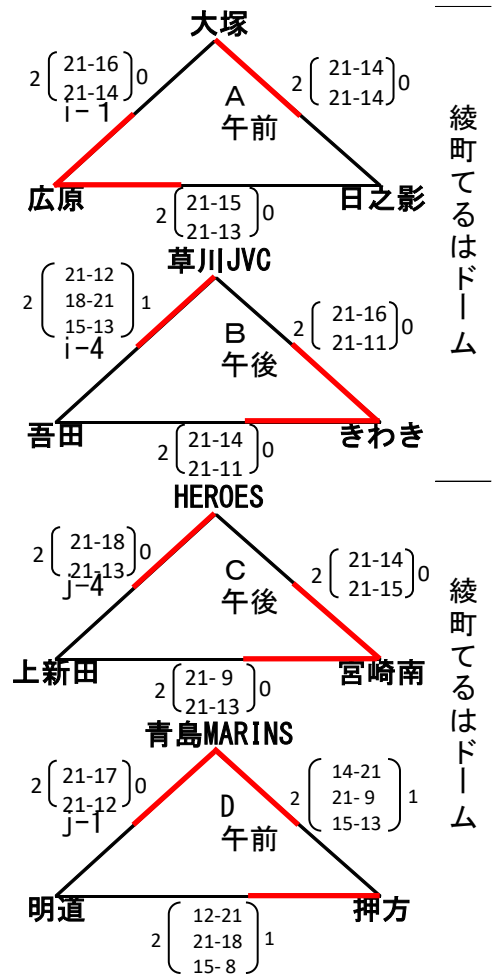 大塚
2 21-16 0
21-14
i-1
2 21-14 0
21-14
A
午前
広原
日之影
2 21-15 0
21-13
草川JVC
21-12
2 18-21 1
15-13
i-4
2 21-16 0
21-11
B
午後
吾田
きわき
2 21-14 0
21-11
綾町てるはドーム
HEROES
2 21-18 0
21-13
j-4
2 21-14 0
21-15
C
午後
上新田
宮崎南
2 21- 9 0
21-13
青島MARINS
2 21-17 0
21-12
j-1
14-21
2 21- 9 1
15-13
D
午前
明道
押方
12-21
2 21-18 1
15- 8
綾町てるはドーム